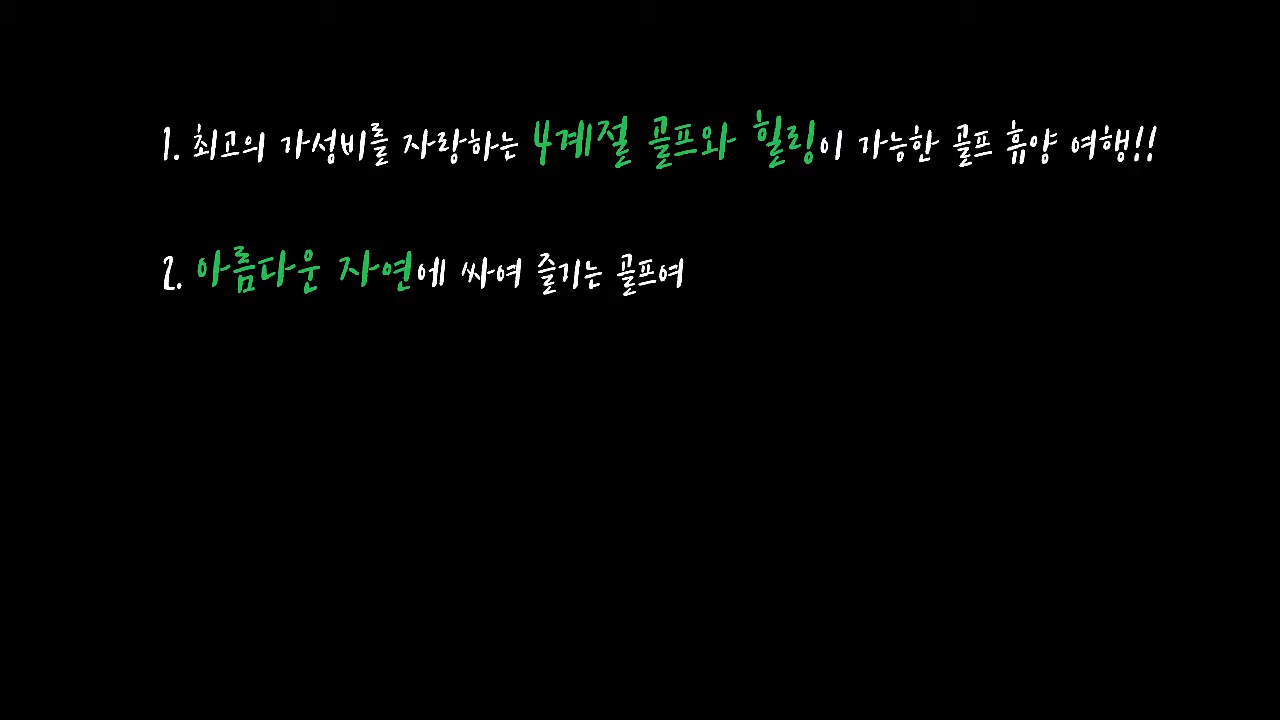 1. 최고의 가성비를 자랑하는 4계절 골프와 힐링이 가능한 골프 휴양 여행!!
2. 아름다운 자연에 싸여 즐기는 골프여